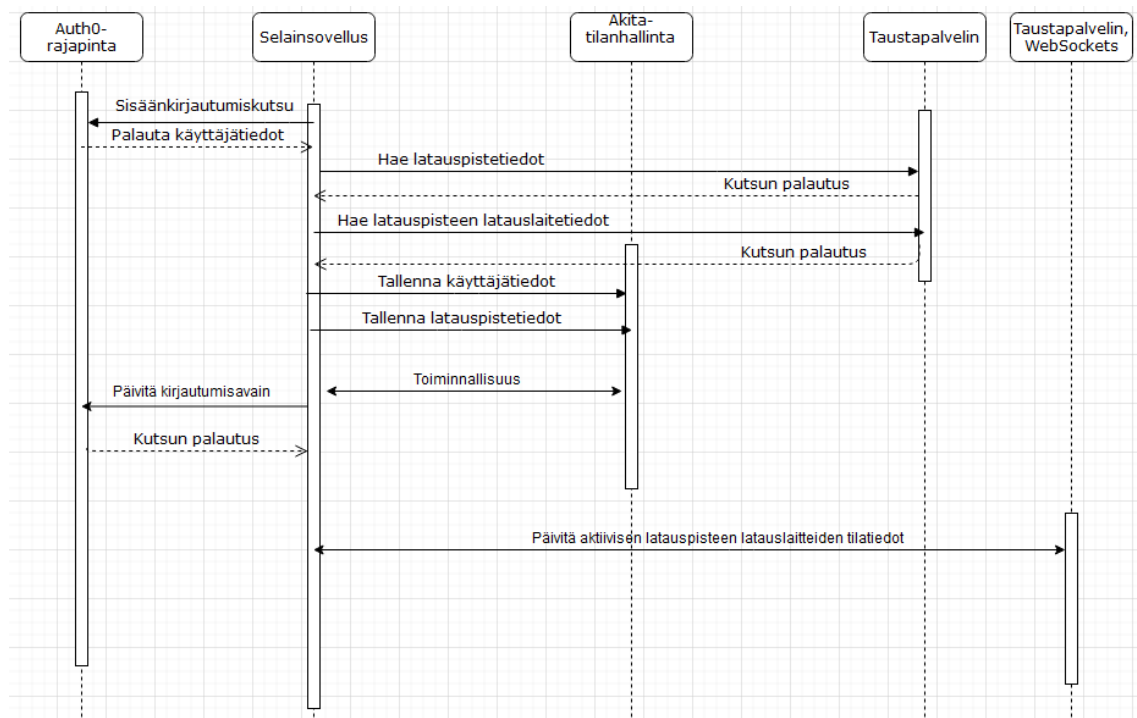 Auth0-
rajapinta
Selainsovellus
Akita-
tilanhallinta
Taustapalvelin
Taustapalvelin,
WebSockets
Sisäänkirjautumiskutsu
Palauta käyttäjätiedot
Hae latauspistetiedot
Kutsun palautus
Hae latauspisteen latauslaitetiedot
Kutsun palautus
Tallenna käyttäjätiedot
Tallenna latauspistetiedot
Toiminnallisuus
Päivitä kirjautumisavain
Kutsun palautus
Päivitä aktiivisen latauspisteen latauslaitteiden tilatiedot